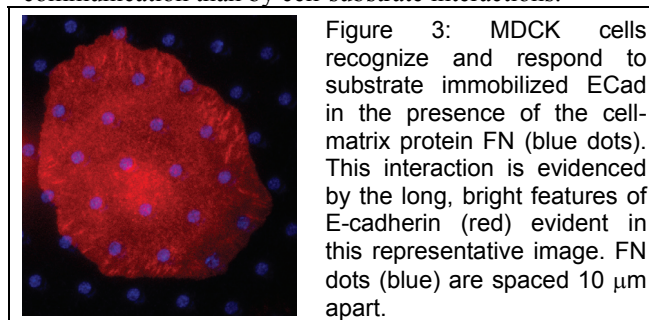 communication than by cell-substrate interactions.
Figure 3: MDCK cells
recognize and respond to
substrate immobilized ECad
in the presence of the cell-
matrix protein FN (blue dots).
This interaction is evidenced
by the long, bright features of
E-cadherin (red) evident in
this representative image. FN
dots (blue) are spaced 10 μm
apart.